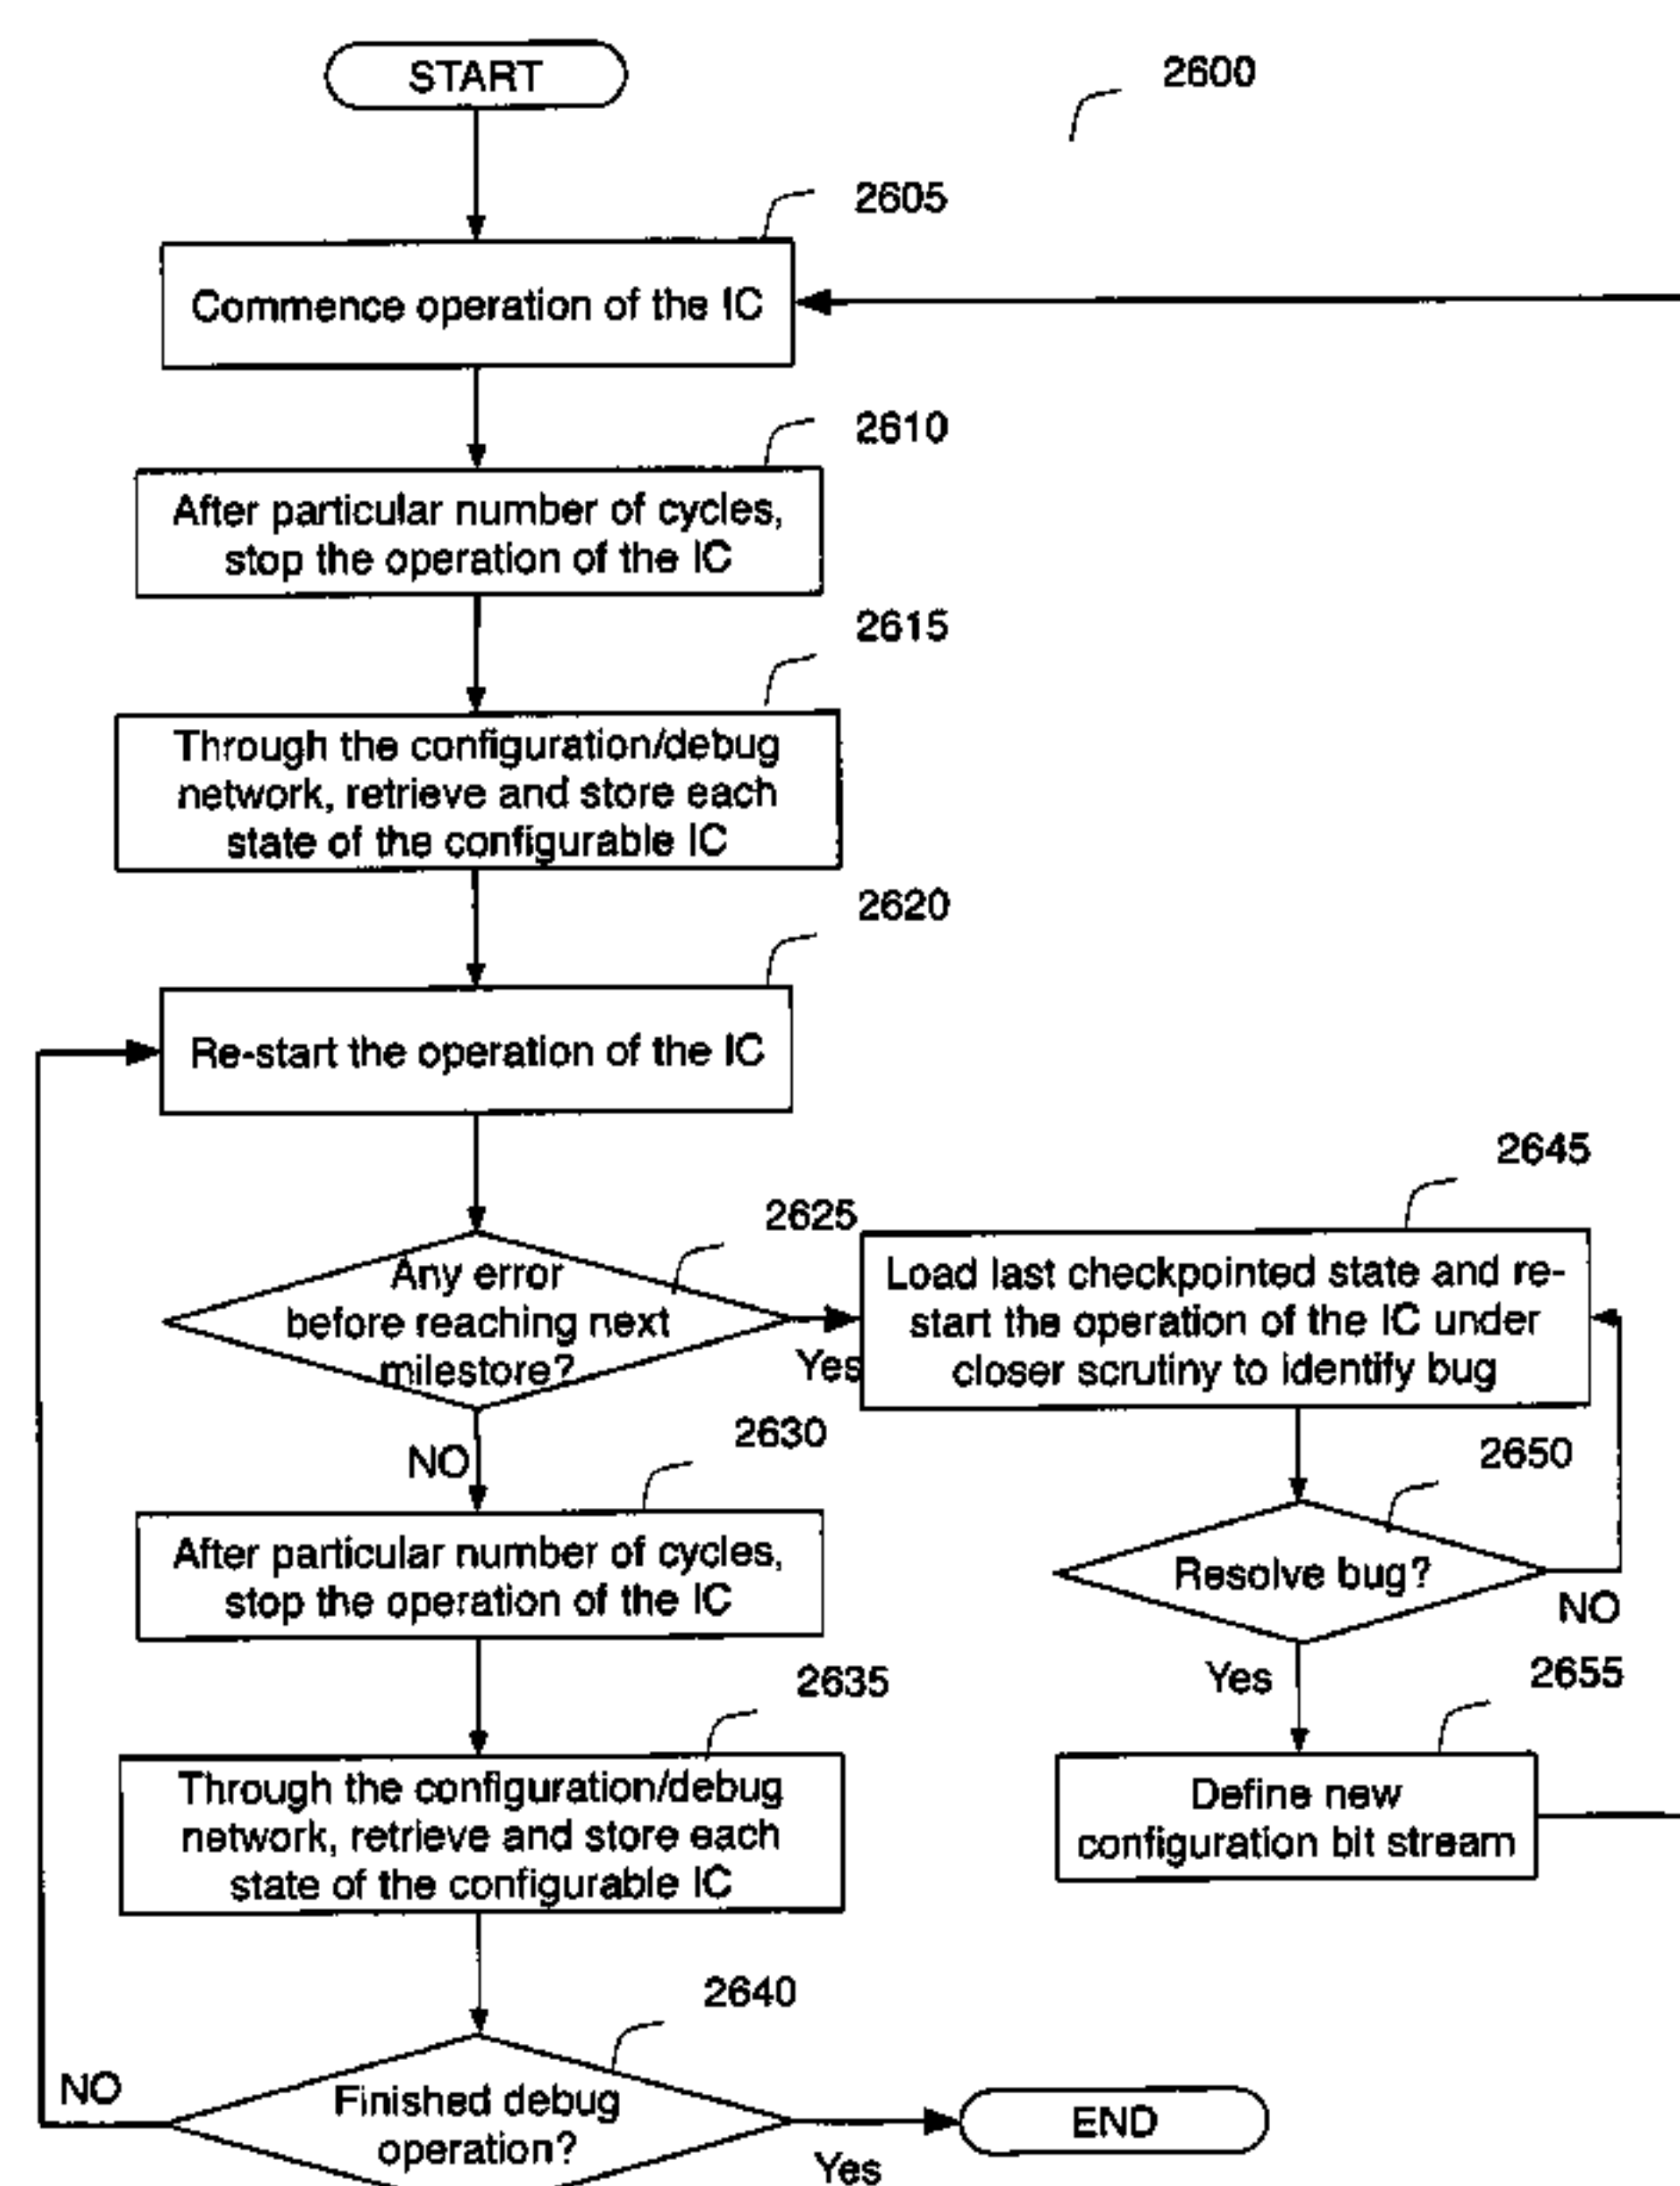 START
2600
2605
Commence operation of the IC
2610
After particular number of cycles,
stop the operation of the IC
2615
Through the configuration/debug
network, retrieve and store each
state of the configurable IC
2620
Re-start the operation of the IC
2625
Any error
before reaching next
milestore?
Yes
NO
2645
Load last checkpointed state and re-
start the operation of the IC under
closer scrutiny to identify bug
2630
After particular number of cycles,
stop the operation of the IC
2650
Resolve bug?
NO
Yes
2635
Through the configuration/debug
network, retrieve and store each
state of the configurable IC
2655
Define new
configuration bit stream
2640
Finished debug
operation?
NO
Yes
END